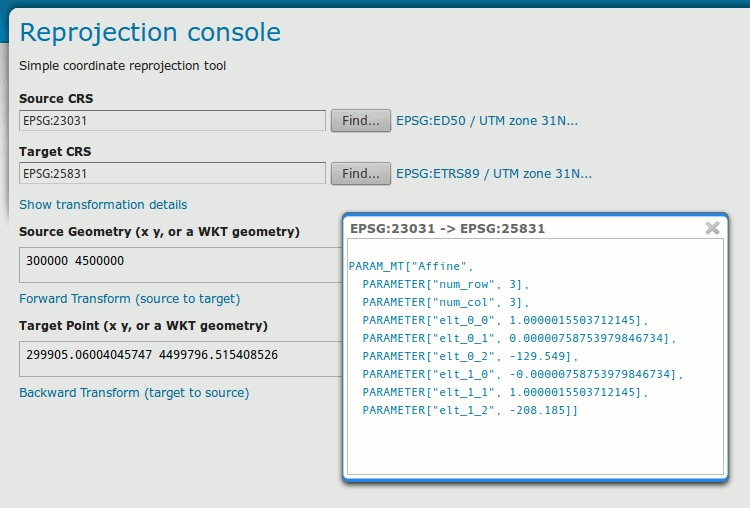 Reprojection console
Simple coordinate reprojection tool
Source CRS
EPSG:23031 Find... EPSG:ED50 / UTM zone 31N...
Target CRS
EPSG:25831 Find... EPSG:ETRS89 / UTM zone 31N...
Show transformation details
Source Geometry (x y, or a WKT geometry)
300000 4500000
Forward Transform (source to target)
Target Point (x y, or a WKT geometry)
299905.06004045747 4499796.515408526
Backward Transform (target to source)
EPSG:23031 -> EPSG:25831
PARAM_MT["Affine",
PARAMETER["num_row", 3],
PARAMETER["num_col", 3],
PARAMETER["elt_0_0", 1.0000015503712145],
PARAMETER["elt_0_1", 0.00000758753979846734],
PARAMETER["elt_0_2", -129.549],
PARAMETER["elt_1_0", -0.00000758753979846734],
PARAMETER["elt_1_1", 1.0000015503712145],
PARAMETER["elt_1_2", -208.185]]